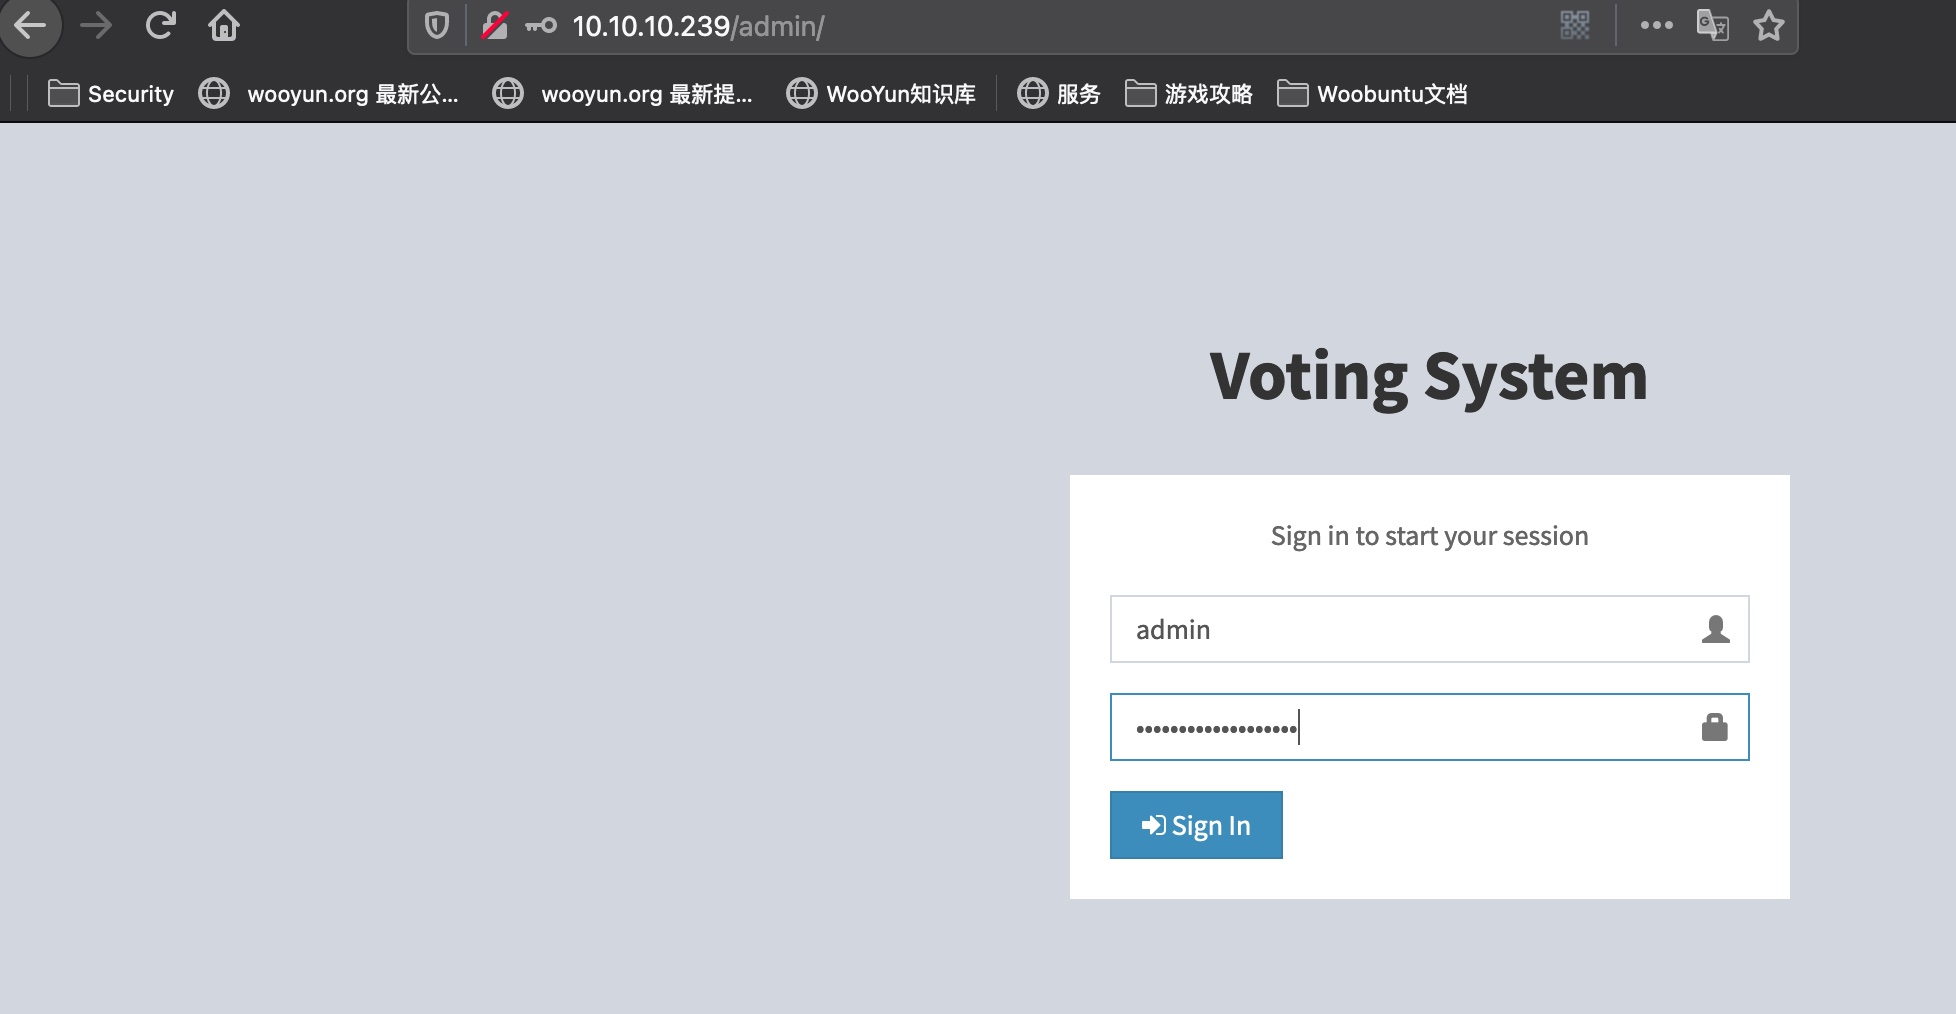 10.10.10.239/admin/
Security wooyun.org 最新公... wooyun.org 最新提... WooYun知识库 服务 游戏攻略 Woobuntu文档
Voting System
Sign in to start your session
admin
•••••••••••••••••••
Sign In